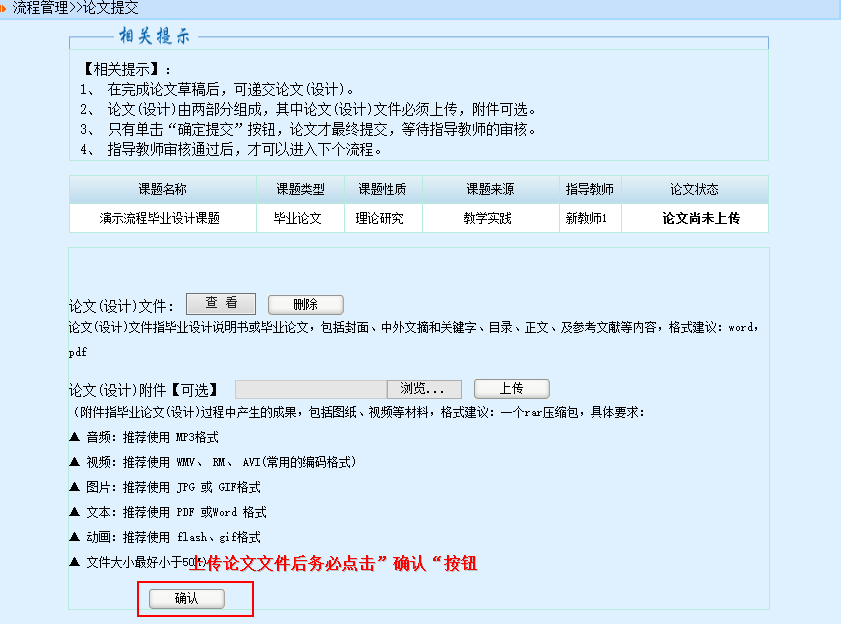 流程管理>>论文提交
相关提示
【相关提示】:
1、 在完成论文草稿后，可递交论文(设计)。
2、 论文(设计)由两部分组成，其中论文(设计)文件必须上传，附件可选。
3、 只有单击“确定提交”按钮，论文才最终提交，等待指导教师的审核。
4、 指导教师审核通过后，才可以进入下个流程。
课题名称 课题类型 课题性质 课题来源 指导教师 论文状态
演示流程毕业设计课题 毕业论文 理论研究 教学实践 新教师1 论文尚未上传
论文(设计)文件: 查 看 删除
论文(设计)文件指毕业设计说明书或毕业论文，包括封面、中外文摘和关键字、目录、正文、及参考文献等内容，格式建议：word，
pdf
论文(设计)附件【可选】 浏览... 上传
（附件指毕业论文(设计)过程中产生的成果，包括图纸、视频等材料，格式建议：一个rar压缩包，具体要求：
▲ 音频：推荐使用 MP3格式
▲ 视频：推荐使用 WMV、 RM、 AVI(常用的编码格式)
▲ 图片：推荐使用 JPG 或 GIF格式
▲ 文本：推荐使用 PDF 或Word 格式
▲ 动画：推荐使用 flash、gif格式
▲ 文件大小最好小于50
上传论文文件后务必点击”确认“按钮
确认